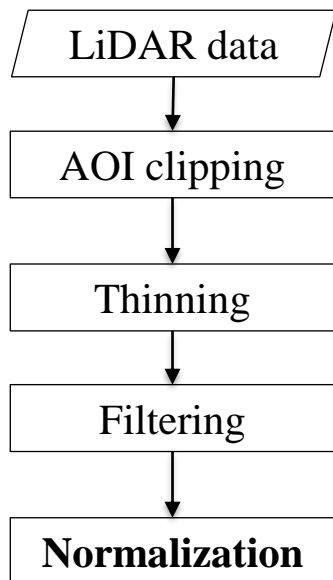 LiDAR data
AOI clipping
Thinning
Filtering
Normalization